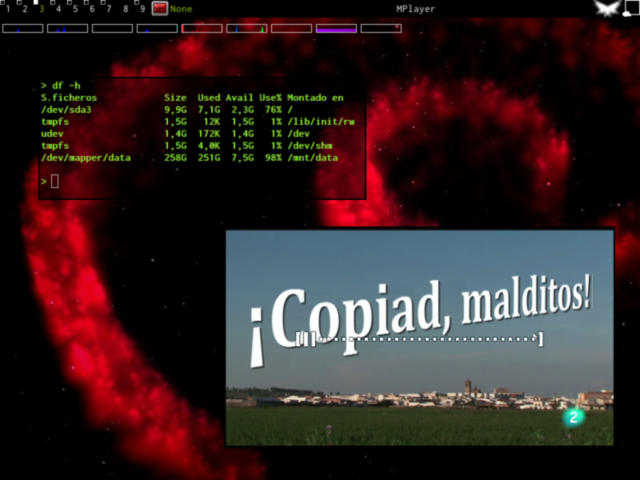 1 2 3 4 5 6 7 8 9 None MPlayer
> df -h
S.ficheros Size Used Avail Use% Montado en
/dev/sda3 9,9G 7,1G 2,3G 76% /
tmpfs 1,5G 12K 1,5G 1% /lib/init/rw
udev 1,4G 172K 1,4G 1% /dev
tmpfs 1,5G 4,0K 1,5G 1% /dev/shm
/dev/mapper/data 258G 251G 7,5G 98% /mnt/data
>
¡Copiad, malditos!
2